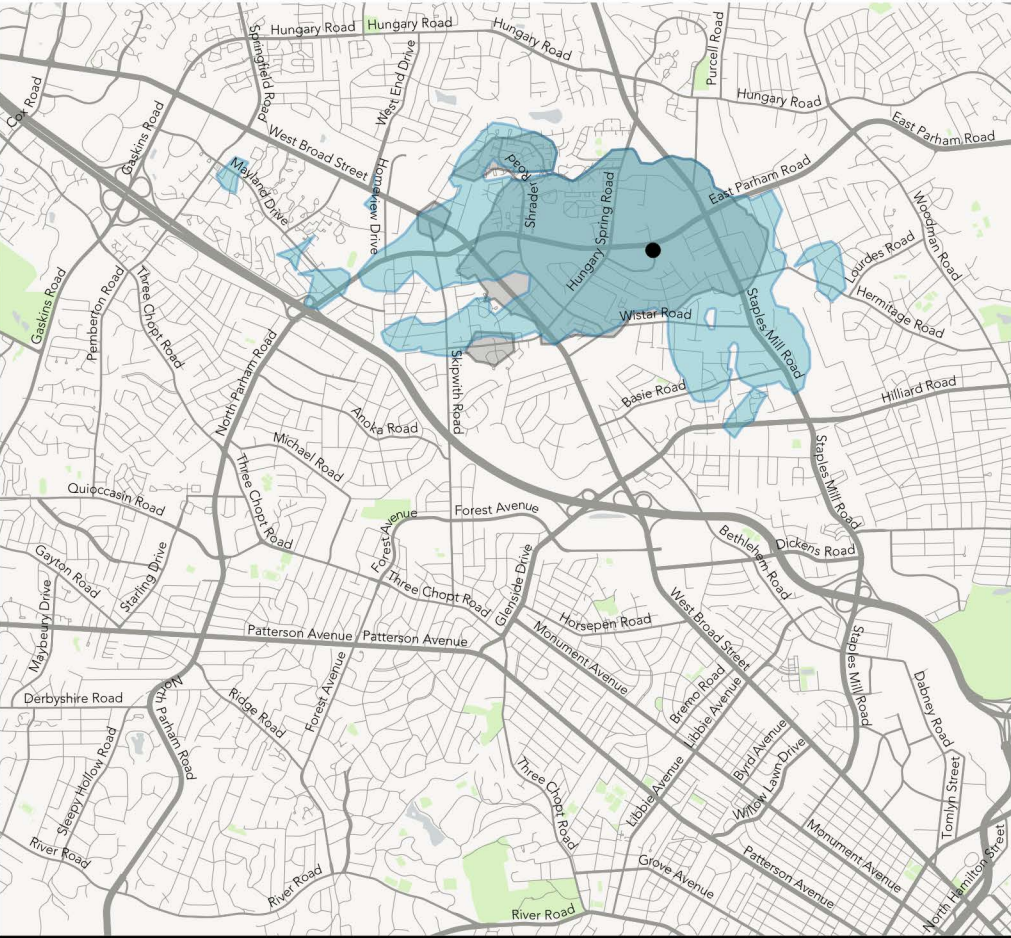 Hungary Road
Hungary Road
Hungary Road
Purcell Road
Springfield Road
West End Drive
Cox Road
Gaskins Road
Hungary Road
East Parham Road
West Broad Street
Mayland Drive
Homeview Drive
Shrader Road
Hungary Spring Road
East Parham Road
Woodman Road
Lourdes Road
Hermitage Road
Gaskins Road
Pemberton Road
Three Chopt Road
Wistar Road
Staples Mill Road
North Parham Road
Skipwith Road
Basie Road
Hilliard Road
Anoka Road
Michael Road
Three Chopt Road
Staples Mill Road
Quioccasin Road
Forest Avenue
Forest Avenue
Bethlehem Road
Dickens Road
Gayton Road
Starling Drive
Maybeury Drive
Three Chopt Road
Glenside Drive
Horsepen Road
West Broad Street
Patterson Avenue
Patterson Avenue
Monument Avenue
Staples Mill Road
Derbyshire Road
North Parham Road
Ridge Road
Forest Avenue
Bremo Road
Libbie Avenue
Dabney Road
Sleepy Hollow Road
Byrd Avenue
Willow Lawn Drive
Three Chopt Road
Libbie Avenue
Tomlyn Street
River Road
River Road
Grove Avenue
Patterson Avenue
Monument Avenue
North Hamilton Street
River Road